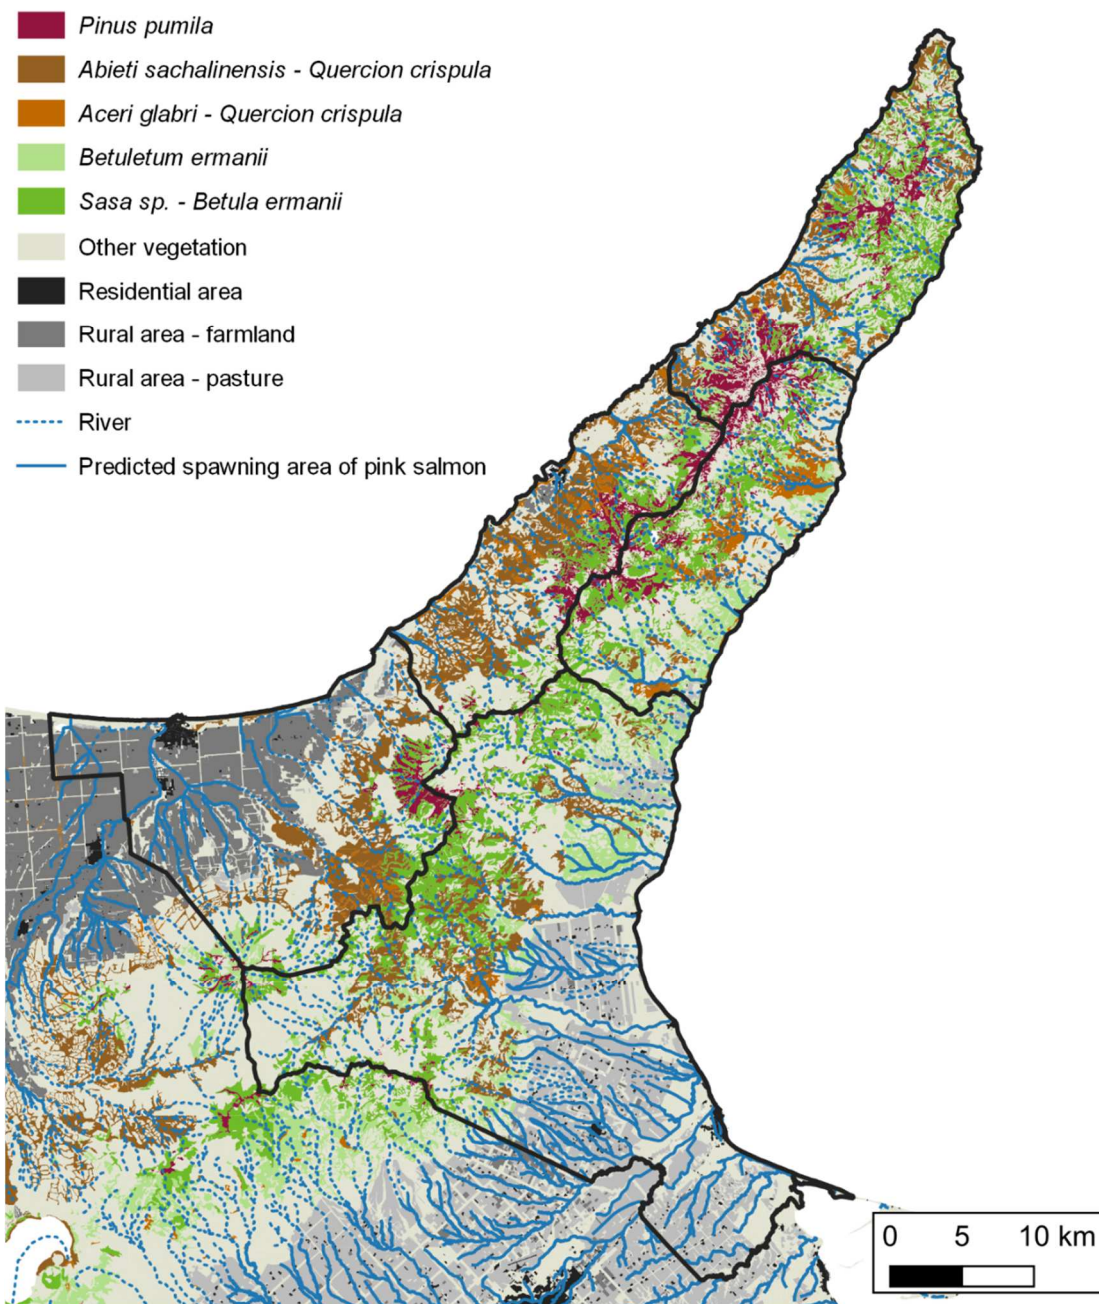 Pinus pumila
Abieti sachalinensis - Quercion crispula
Aceri glabri - Quercion crispula
Betuletum ermanii
Sasa sp. - Betula ermanii
Other vegetation
Residential area
Rural area - farmland
Rural area - pasture
River
Predicted spawning area of pink salmon
0 5 10 km